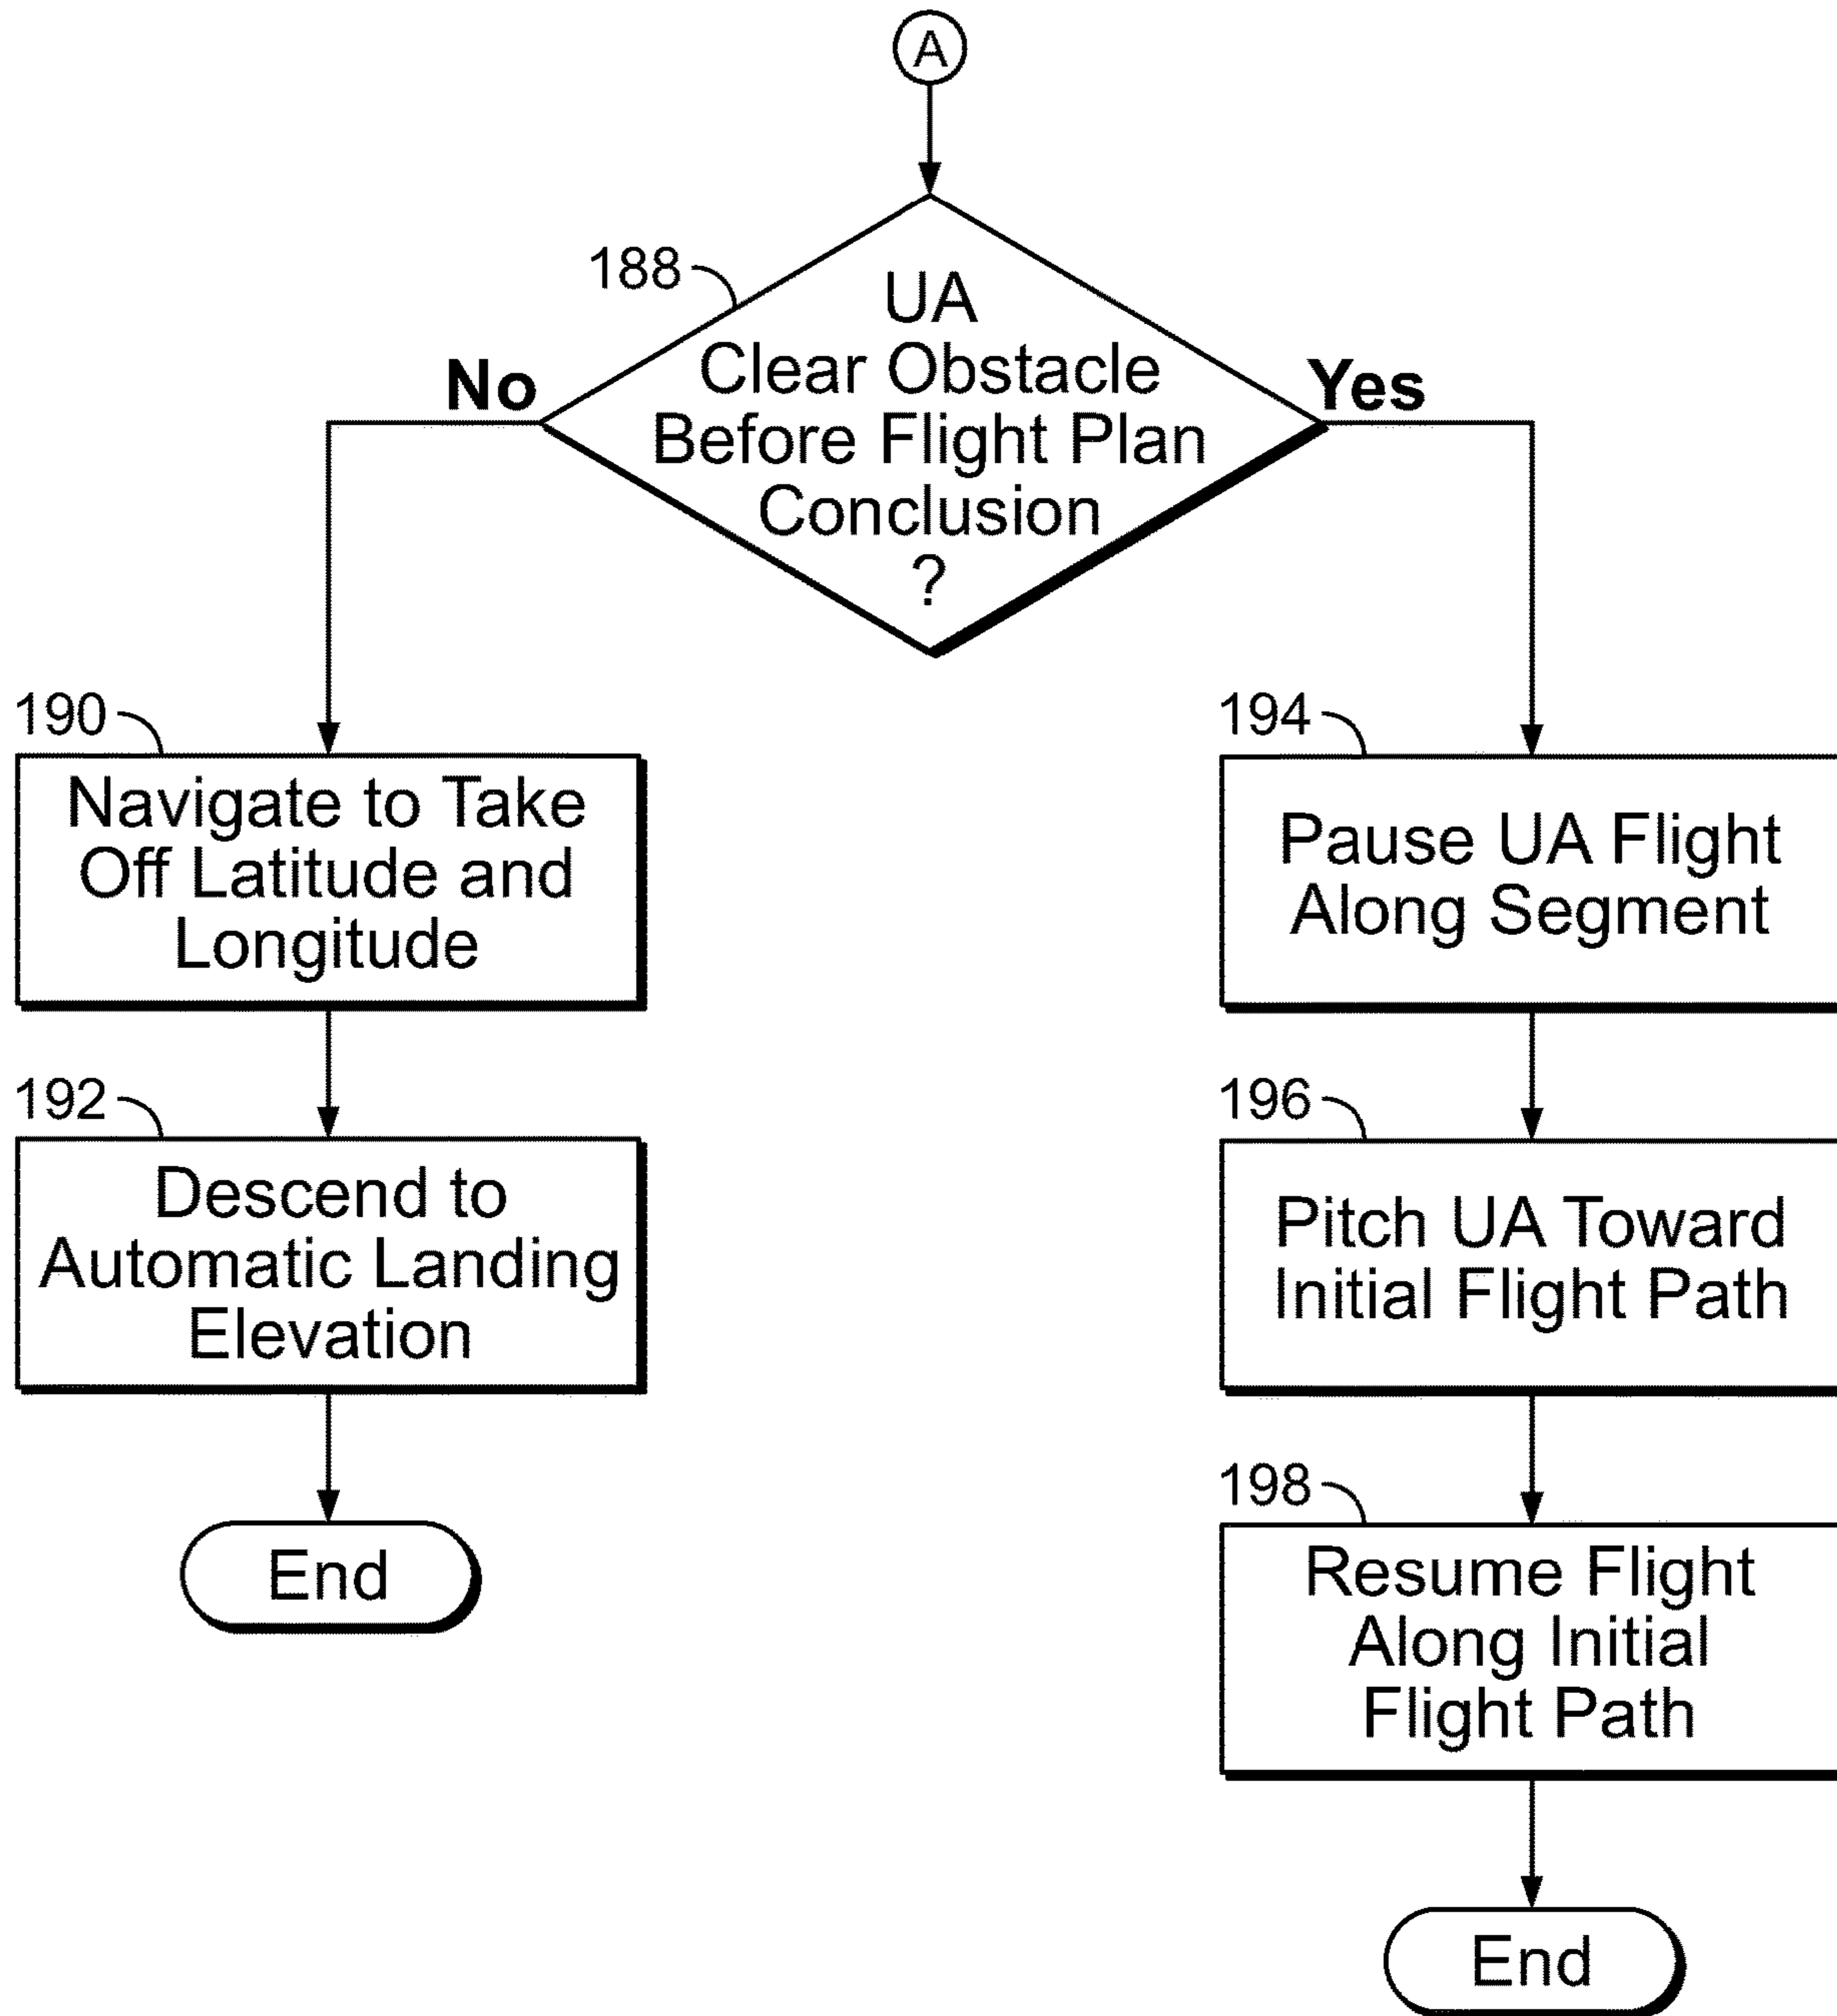 A
188
UA
Clear Obstacle
Before Flight Plan
Conclusion
?
No
Yes
190
Navigate to Take
Off Latitude and
Longitude
192
Descend to
Automatic Landing
Elevation
End
194
Pause UA Flight
Along Segment
196
Pitch UA Toward
Initial Flight Path
198
Resume Flight
Along Initial
Flight Path
End